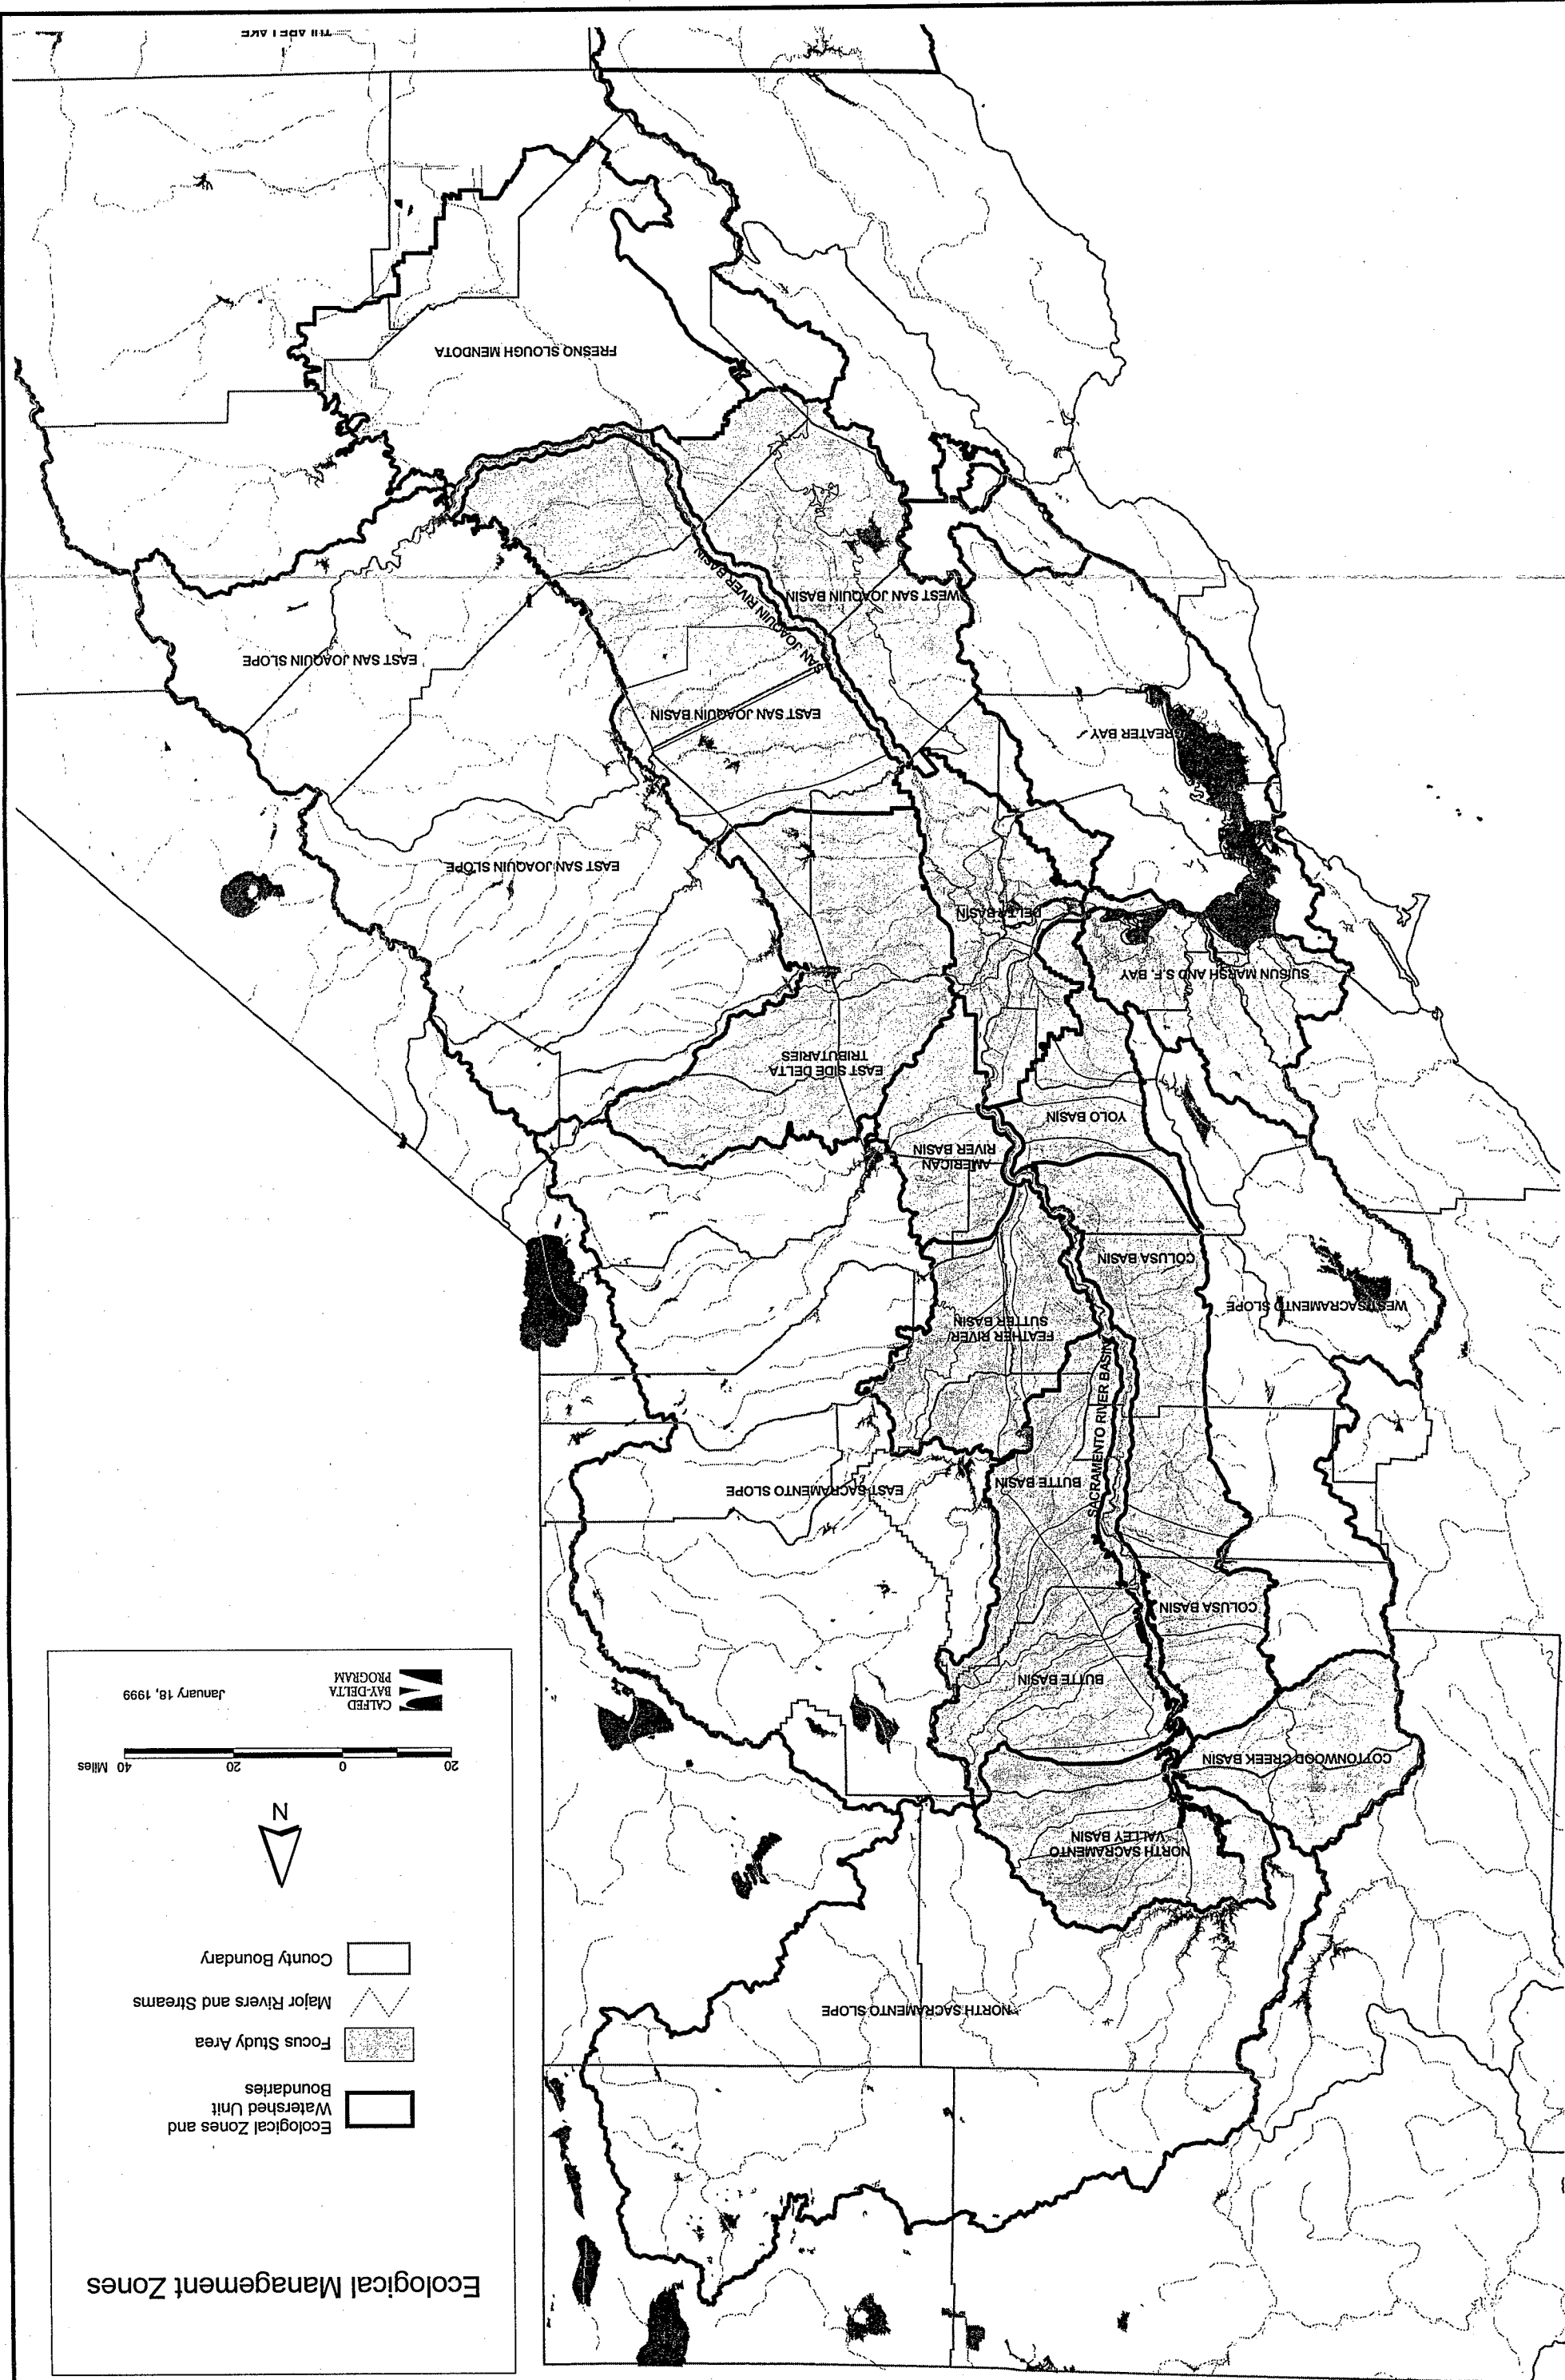 Ecological Management Zones
Ecological Zones and
Watershed Unit
Boundaries
Focus Study Area
Major Rivers and Streams
County Boundary
N
20 0 20 40 Miles
CALFED
BAY-DELTA
PROGRAM
January 18, 1999
NORTH SACRAMENTO SLOPE
NORTH SACRAMENTO
VALLEY BASIN
COTTONWOOD CREEK BASIN
BUTTE BASIN
COLUSA BASIN
EAST SACRAMENTO SLOPE
BUTTE BASIN
SACRAMENTO RIVER BASIN
FEATHER RIVER/
SUTTER BASIN
WEST SACRAMENTO SLOPE
COLUSA BASIN
AMERICAN
RIVER BASIN
YOLO BASIN
EAST SIDE DELTA
TRIBUTARIES
SUISUN MARSH AND S.F. BAY
DELTA BASIN
EAST SAN JOAQUIN SLOPE
GREATER BAY
EAST SAN JOAQUIN BASIN
EAST SAN JOAQUIN SLOPE
SAN JOAQUIN RIVER BASIN
WEST SAN JOAQUIN BASIN
FRESNO SLOUGH MENDOTA
TULARE LAKE